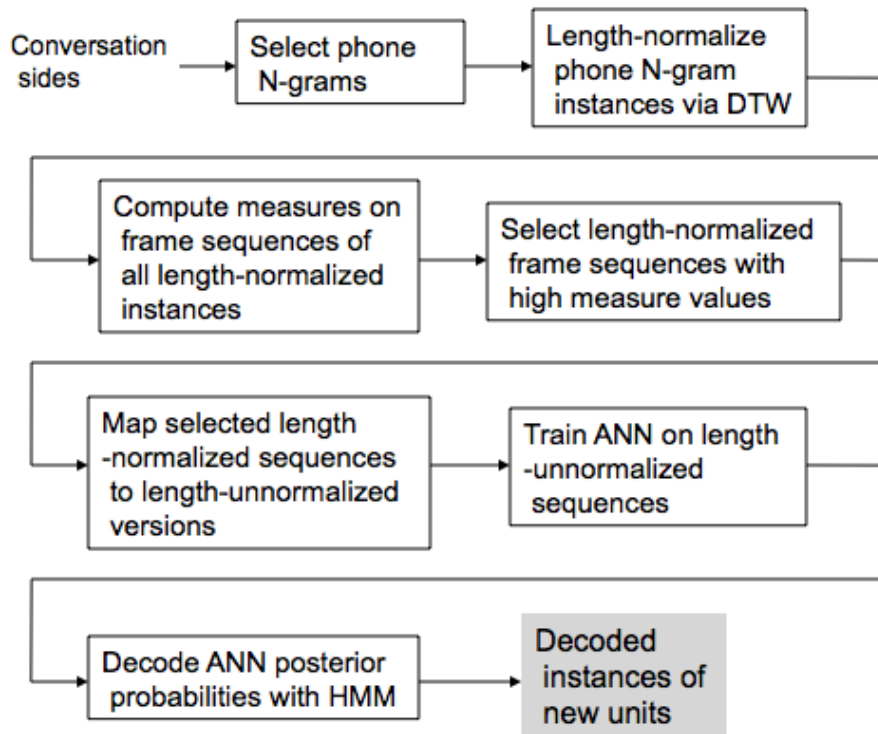 Conversation
sides
Select phone
N-grams
Length-normalize
phone N-gram
instances via DTW
Compute measures on
frame sequences of
all length-normalized
instances
Select length-normalized
frame sequences with
high measure values
Map selected length
-normalized sequences
to length-unnormalized
versions
Train ANN on length
-unnormalized
sequences
Decode ANN posterior
probabilities with HMM
Decoded
instances of
new units